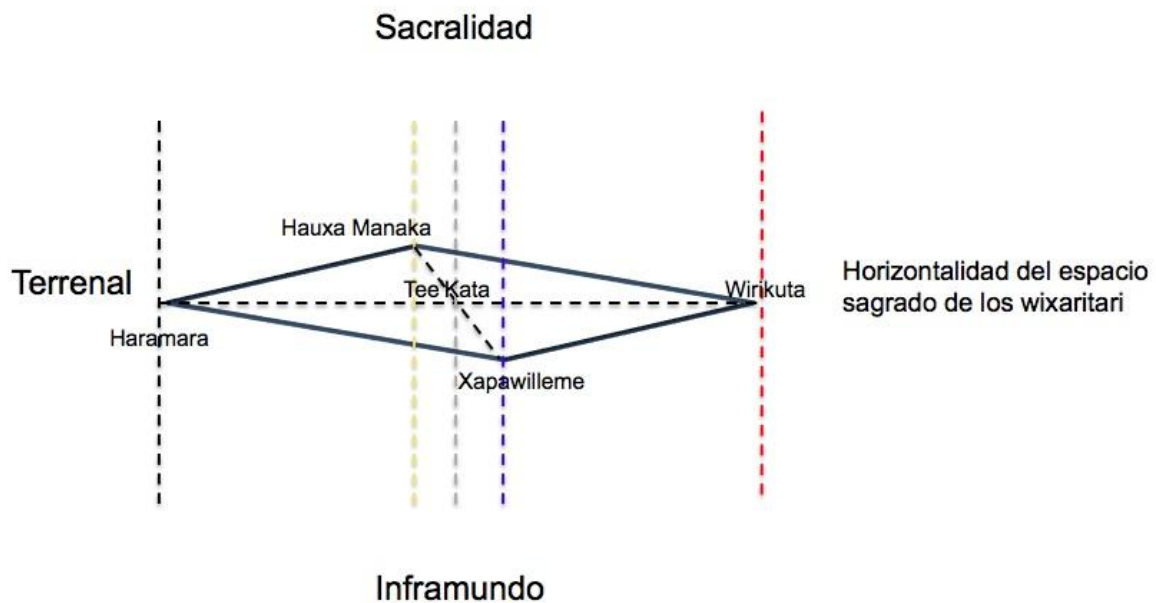 Sacralidad
Hauxa Manaka
Terrenal
Tee Kata
Wirikuta
Horizontalidad del espacio
sagrado de los wixaritari
Haramara
Xapawilleme
Inframundo